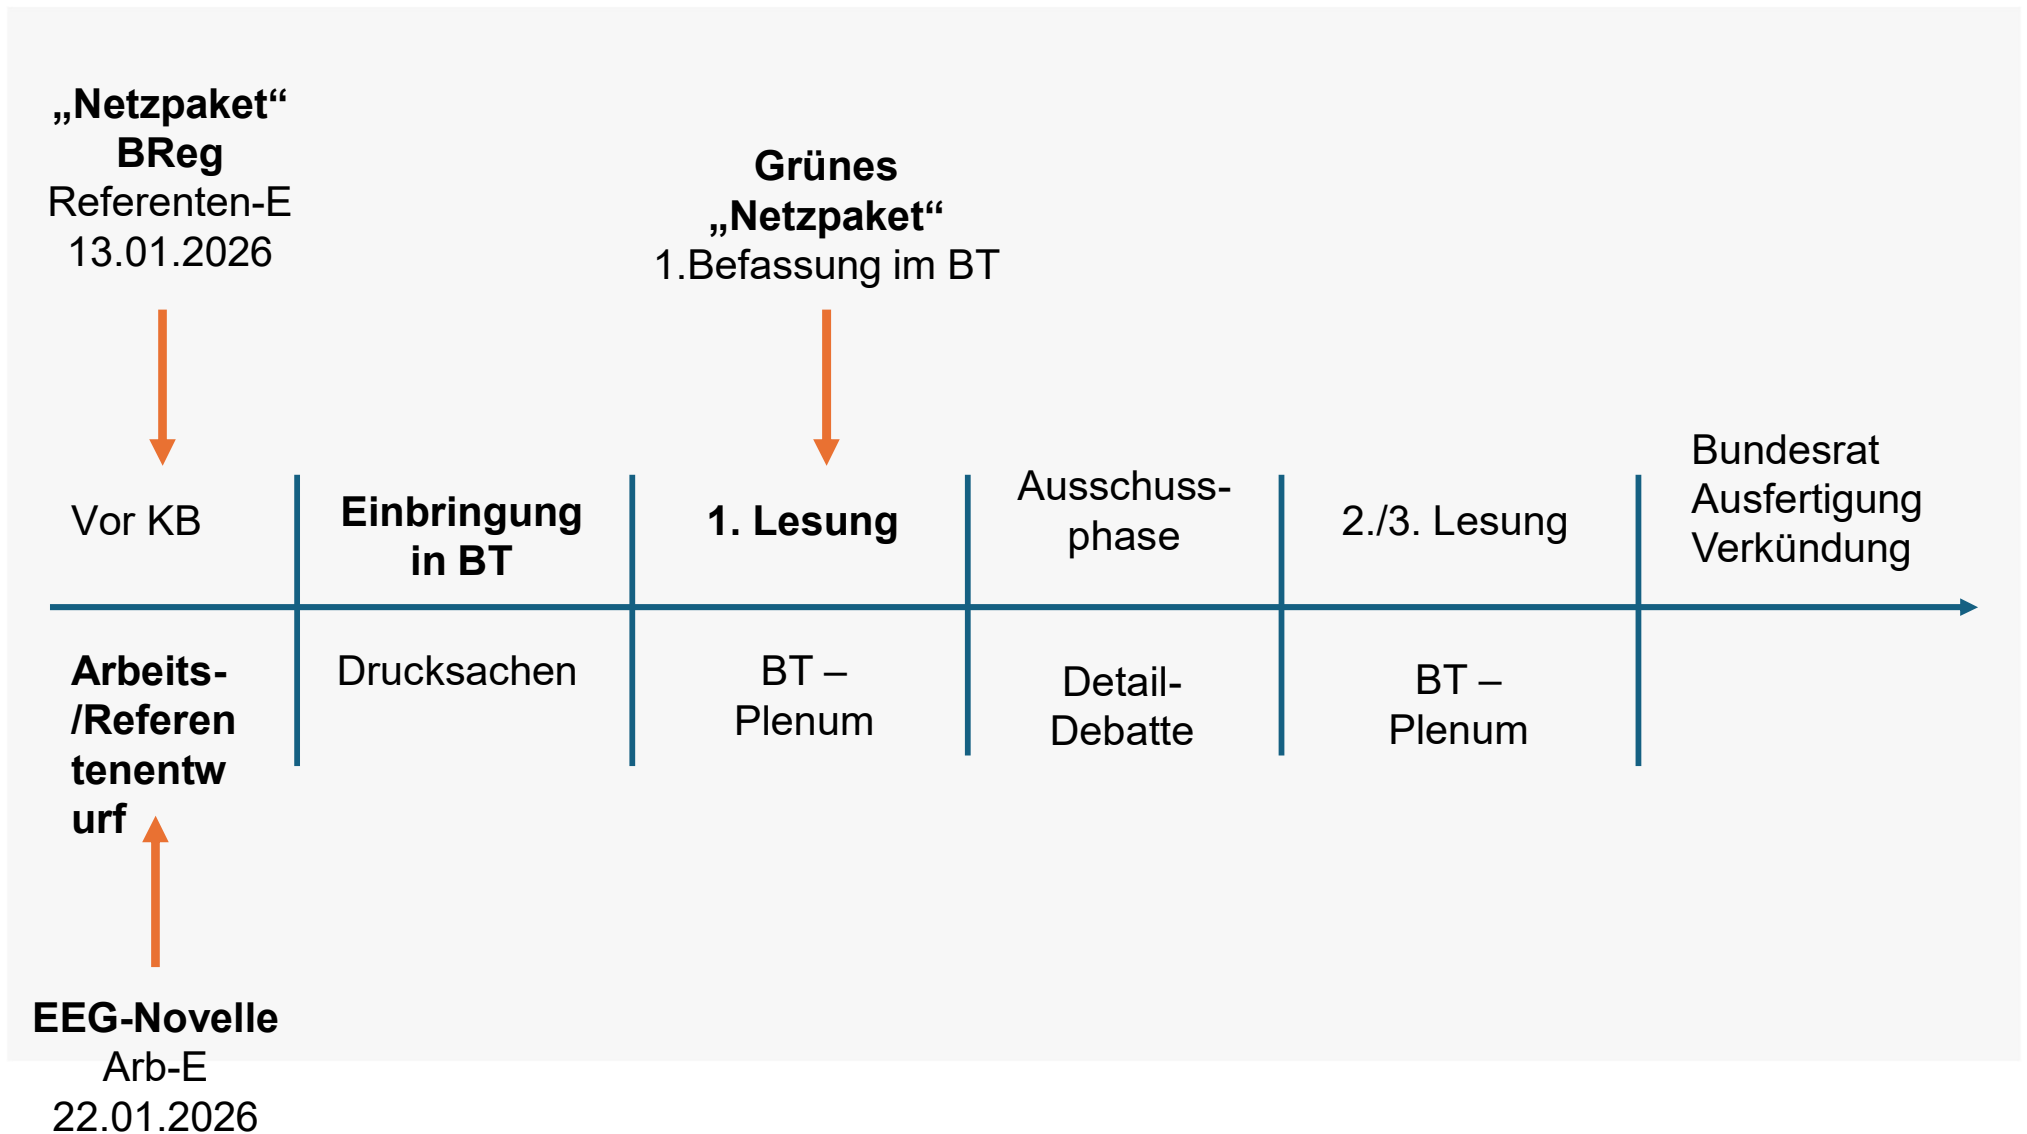 „Netzpaket“
BReg
Referenten-E
13.01.2026
Grünes
„Netzpaket“
1.Befassung im BT
Vor KB
Einbringung
in BT
1. Lesung
Ausschuss-
phase
2./3. Lesung
Bundesrat
Ausfertigung
Verkündung
Arbeits-
/Referen
tenentw
urf
Drucksachen
BT –
Plenum
Detail-
Debatte
BT –
Plenum
EEG-Novelle
Arb-E
22.01.2026